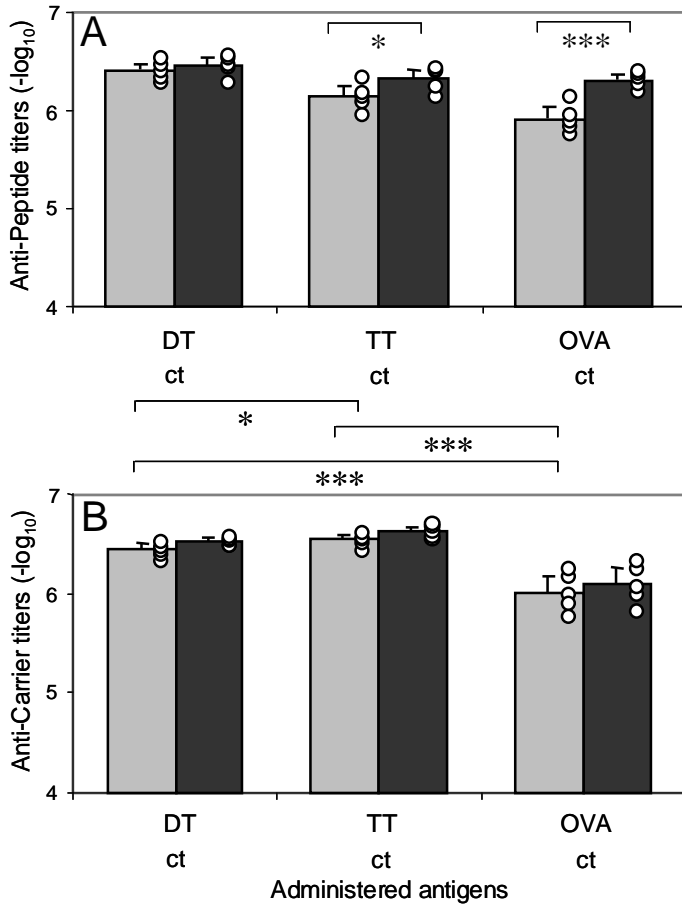 7
A
*
***
6
5
4
Anti-Peptide titers (-log10)
DT TT OVA
ct ct ct
*
***
***
7
B
6
5
4
Anti-Carrier titers (-log10)
DT TT OVA
ct ct ct
Administered antigens